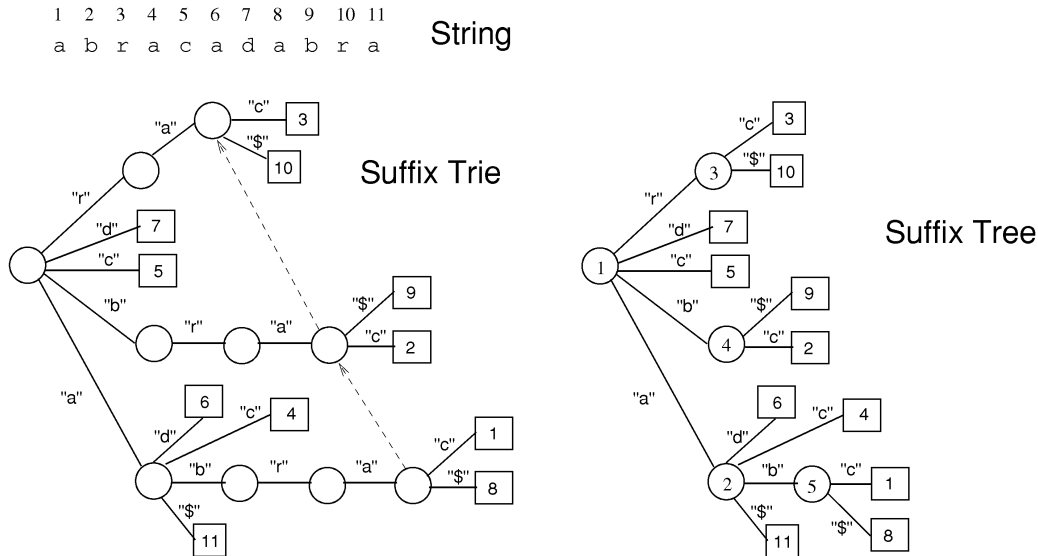 1 2 3 4 5 6 7 8 9 10 11
a b r a c a d a b r a
String
Suffix Trie
"a"
"c"
3
"$"
10
"r"
"d"
7
"c"
5
"b"
"r"
"a"
"$"
9
"c"
2
"a"
"d"
6
"c"
4
"b"
"r"
"a"
"c"
1
"$"
8
"$"
11
Suffix Tree
1
"r"
3
"c"
3
"$"
10
"d"
7
"c"
5
"b"
4
"$"
9
"c"
2
"a"
2
"d"
6
"c"
4
"b"
5
"c"
1
"$"
8
"$"
11